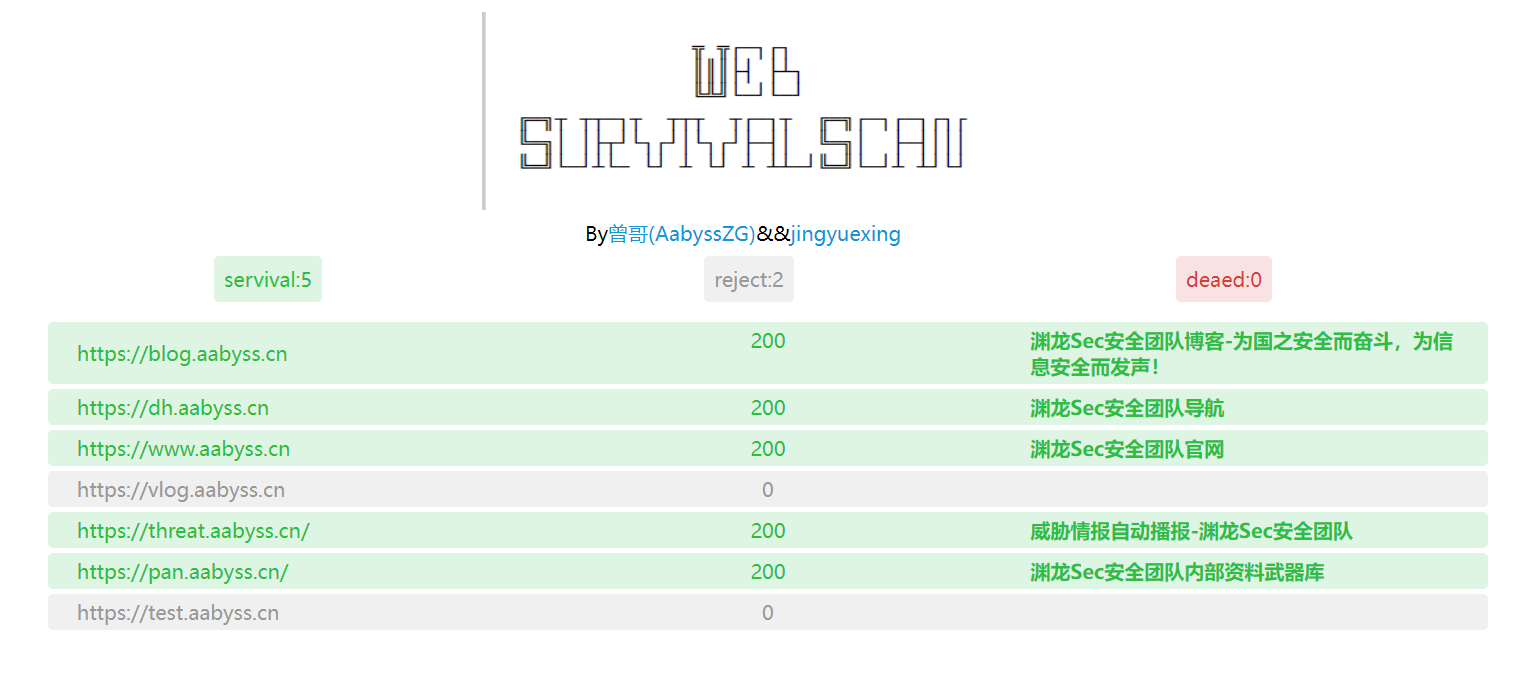 WEB
SURVIVALSCAN
By曾哥(AabyssZG)&&jingyuexing
servival:5 reject:2 deaed:0
https://blog.aabyss.cn 200 渊龙Sec安全团队博客-为国之安全而奋斗，为信
息安全而发声！
https://dh.aabyss.cn 200 渊龙Sec安全团队导航
https://www.aabyss.cn 200 渊龙Sec安全团队官网
https://vlog.aabyss.cn 0
https://threat.aabyss.cn/ 200 威胁情报自动播报-渊龙Sec安全团队
https://pan.aabyss.cn/ 200 渊龙Sec安全团队内部资料武器库
https://test.aabyss.cn 0